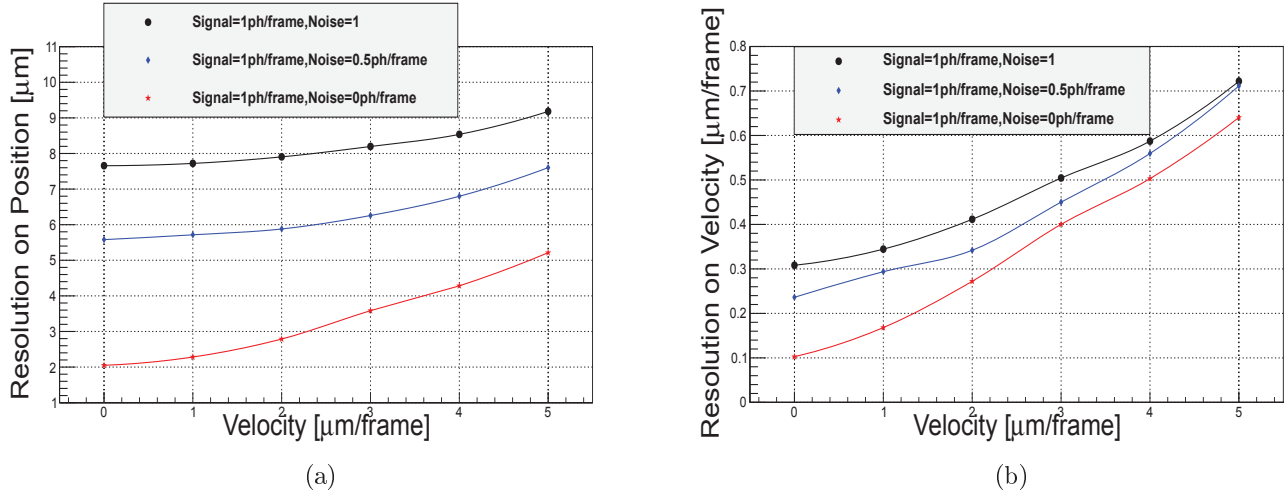 Signal=1ph/frame,Noise=1
Signal=1ph/frame,Noise=0.5ph/frame
Signal=1ph/frame,Noise=0ph/frame
Resolution on Position [μm]
11
10
9
8
7
6
5
4
3
2
1
0 1 2 3 4 5
Velocity [μm/frame]
(a)
Signal=1ph/frame,Noise=1
Signal=1ph/frame,Noise=0.5ph/frame
Signal=1ph/frame,Noise=0ph/frame
Resolution on Velocity [μm/frame]
0.8
0.7
0.6
0.5
0.4
0.3
0.2
0.1
0
0 1 2 3 4 5
Velocity [μm/frame]
(b)